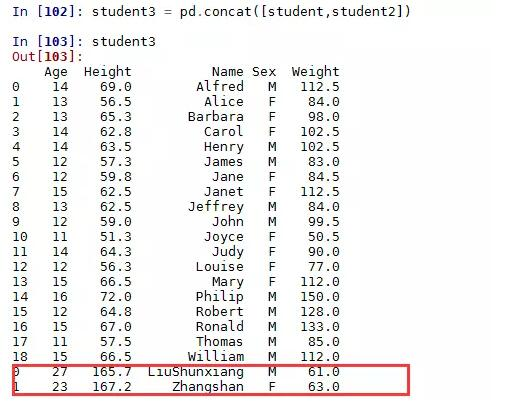 In [102]: student3 = pd.concat([student,student2])
In [103]: student3
Out[103]:
Age Height Name Sex Weight
0 14 69.0 Alfred M 112.5
1 13 56.5 Alice F 84.0
2 13 65.3 Barbara F 98.0
3 14 62.8 Carol F 102.5
4 14 63.5 Henry M 102.5
5 12 57.3 James M 83.0
6 12 59.8 Jane F 84.5
7 15 62.5 Janet F 112.5
8 13 62.5 Jeffrey M 84.0
9 12 59.0 John M 99.5
10 11 51.3 Joyce F 50.5
11 14 64.3 Judy F 90.0
12 12 56.3 Louise F 77.0
13 15 66.5 Mary F 112.0
14 16 72.0 Philip M 150.0
15 12 64.8 Robert M 128.0
16 15 67.0 Ronald M 133.0
17 11 57.5 Thomas M 85.0
18 15 66.5 William M 112.0
0 27 165.7 LiuShunxiang M 61.0
1 23 167.2 Zhangshan F 63.0